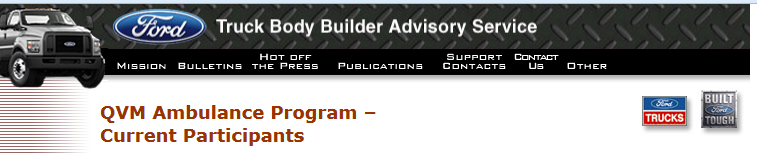 Ford Truck Body Builder Advisory Service
MISSION BULLETINS HOT OFF THE PRESS PUBLICATIONS SUPPORT CONTACTS CONTACT US OTHER
QVM Ambulance Program –
Current Participants
Ford
TRUCKS
BUILT
Ford
TOUGH